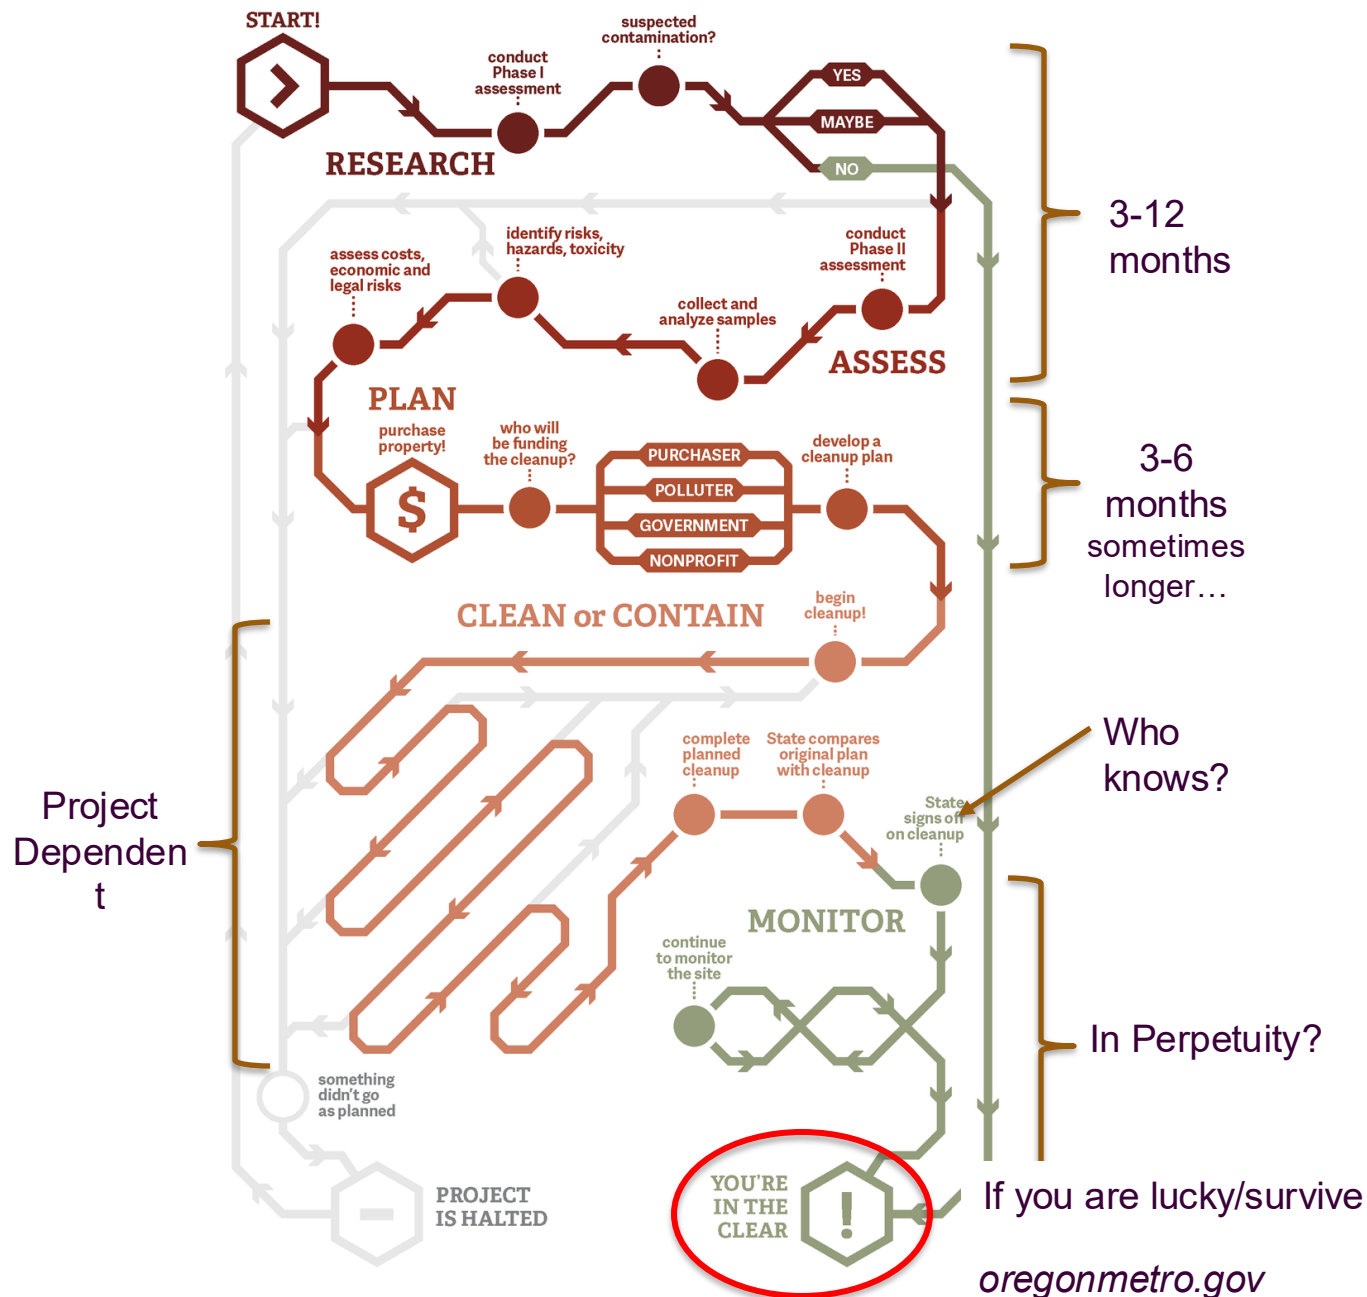 START!
suspected
contamination?
conduct
Phase I
assessment
YES
MAYBE
NO
RESEARCH
3-12
months
identify risks,
hazards, toxicity
conduct
Phase II
assessment
assess costs,
economic and
legal risks
collect and
analyze samples
ASSESS
PLAN
purchase
property!
$
who will
be funding
the cleanup?
PURCHASER
POLLUTER
GOVERNMENT
NONPROFIT
develop a
cleanup plan
3-6
months
sometimes
longer...
CLEAN or CONTAIN
begin
cleanup!
Project
Dependen
t
complete
planned
cleanup
State compares
original plan
with cleanup
Who
knows?
State
signs off
on cleanup
MONITOR
continue
to monitor
the site
In Perpetuity?
something
didn't go
as planned
PROJECT
IS HALTED
YOU'RE
IN THE
CLEAR
!
If you are lucky/survive
oregonmetro.gov